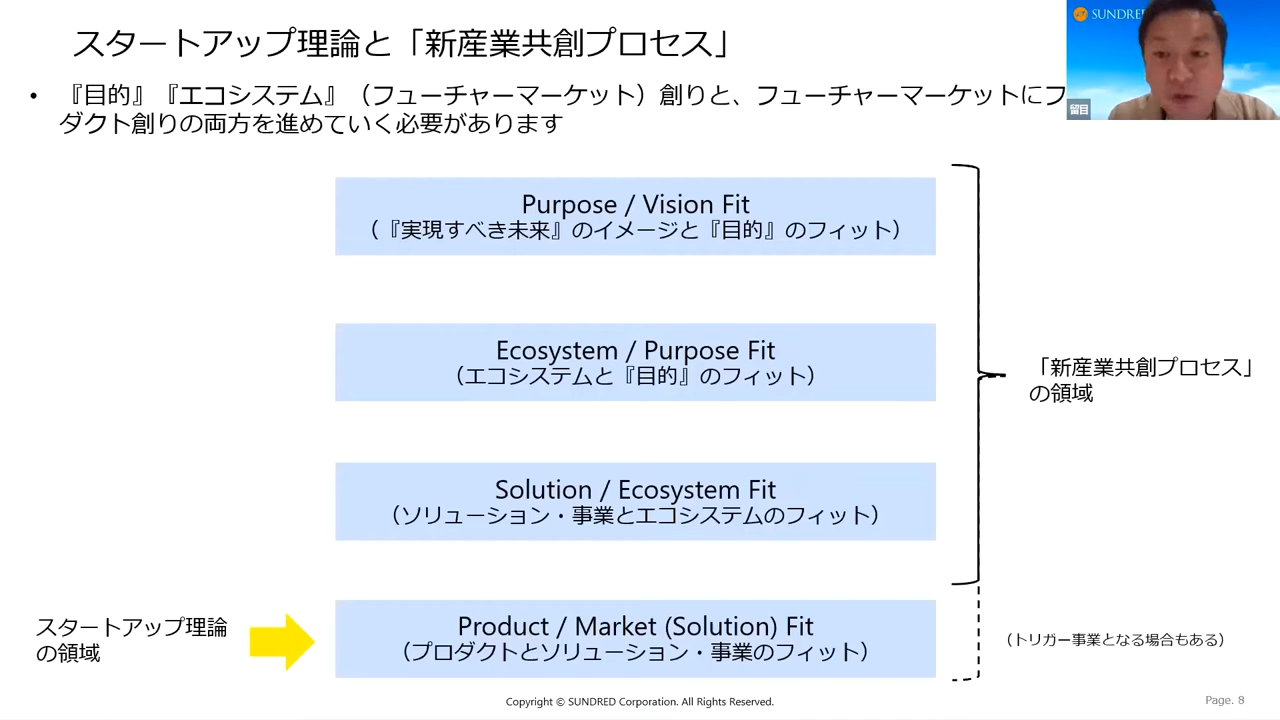 スタートアップ理論と「新産業共創プロセス」
SUNDRE
• 『目的』『エコシステム』（フューチャーマーケット）創りと、フューチャーマーケットにフ
ダクト創りの両方を進めていく必要があります
留目
Purpose / Vision Fit
（『実現すべき未来』のイメージと『目的』のフィット）
Ecosystem / Purpose Fit
（エコシステムと『目的』のフィット）
「新産業共創プロセス」
の領域
Solution / Ecosystem Fit
（ソリューション・事業とエコシステムのフィット）
スタートアップ理論
の領域
Product / Market (Solution) Fit
（プロダクトとソリューション・事業のフィット）
（トリガー事業となる場合もある）
Copyright © SUNDRED Corporation. All Rights Reserved.
Page. 8